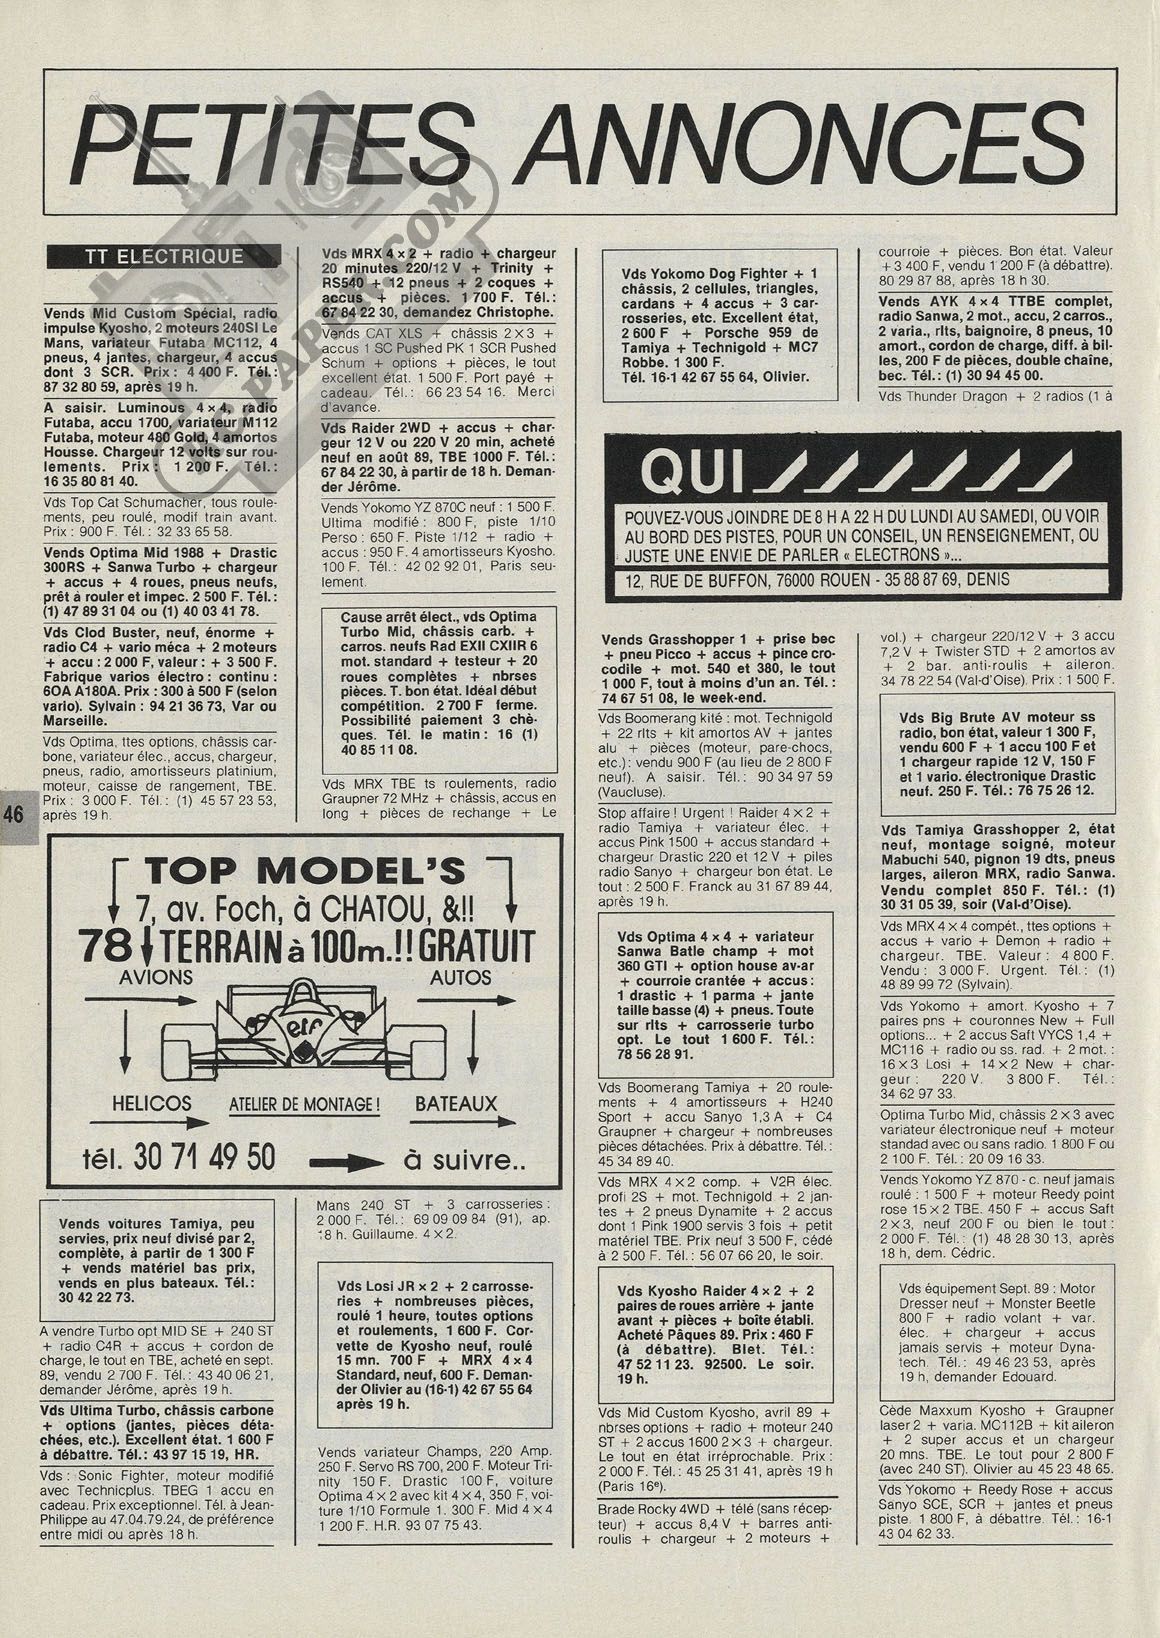 PETITES ANNONCES
TT ELECTRIQUE
Vends Mid Custom Spécial, radio
impulse Kyosho, 2 moteurs 240SI Le
Mans, variateur Futaba MC112, 4
pneus, 4 jantes, chargeur, 4 accus
dont 3 SCR. Prix : 4 400 F. Tél. :
87 32 80 59, après 19 h.
A saisir. Luminous 4 × 4, radio
Futaba, accu 1700, variateur M112
Futaba, moteur 480 Gold, 4 amortos
Housse. Chargeur 12 volts sur rou-
lements. Prix : 1 200 F. Tél. :
16 35 80 81 40.
Vds Top Cat Schumacher, tous roule-
ments, peu roulé, modif train avant.
Prix : 900 F. Tél. : 32 33 65 58.
Vends Optima Mid 1988 + Drastic
300RS + Sanwa Turbo + chargeur
+ accus + 4 roues, pneus neufs,
prêt à rouler et impec. 2 500 F. Tél. :
(1) 47 89 31 04 ou (1) 40 03 41 78.
Vds Clod Buster, neuf, énorme +
radio C4 + vario méca + 2 moteurs
+ accu : 2 000 F, valeur : + 3 500 F.
Fabrique varios électro : continu :
60A A180A. Prix : 300 à 500 F (selon
vario). Sylvain : 94 21 36 73, Var ou
Marseille.
Vds Optima, ttes options, châssis car-
bone, variateur élec., accus, chargeur,
pneus, radio, amortisseurs platinium,
moteur, caisse de rangement, TBE.
Prix : 3 000 F. Tél. : (1) 45 57 23 53,
après 19 h.
Vds MRX 4 × 2 + radio + chargeur
20 minutes 220/12 V + Trinity +
RS540 + 12 pneus + 2 coques +
accus + pièces. 1 700 F. Tél. :
67 84 22 30, demandez Christophe.
Vends CAT XLS + châssis 2 × 3 +
accus 1 SC Pushed PK 1 SCR Pushed
Schum + options + pièces, le tout
excellent état. 1 500 F. Port payé +
cadeau. Tél. : 66 23 54 16. Merci
d'avance.
Vds Raider 2WD + accus + char-
geur 12 V ou 220 V 20 min, acheté
neuf en août 89, TBE 1000 F. Tél. :
67 84 22 30, à partir de 18 h. Deman-
der Jérôme.
Vends Yokomo YZ 870C neuf : 1 500 F.
Ultima modifié : 800 F, piste 1/10
Perso : 650 F. Piste 1/12 + radio +
accus : 950 F. 4 amortisseurs Kyosho.
100 F. Tél. : 42 02 92 01, Paris seu-
lement.
Cause arrêt élect., vds Optima
Turbo Mid, châssis carb. +
carros. neufs Rad EXII CXIIR 6
mot. standard + testeur + 20
roues complètes + nbrses
pièces. T. bon état. Idéal début
compétition. 2 700 F ferme.
Possibilité paiement 3 chè-
ques. Tél. le matin : 16 (1)
40 85 11 08.
Vds MRX TBE ts roulements, radio
Graupner 72 MHz + châssis, accus en
long + pièces de rechange + Le
46
TOP MODEL'S
7, av. Foch, à CHATOU, &!!
78 TERRAIN à 100m.!! GRATUIT
AVIONS AUTOS
etf
HELICOS ATELIER DE MONTAGE! BATEAUX
tél. 30 71 49 50 à suivre..
Vends voitures Tamiya, peu
servies, prix neuf divisé par 2,
complète, à partir de 1 300 F
+ vends matériel bas prix,
vends en plus bateaux. Tél. :
30 42 22 73.
A vendre Turbo opt MID SE + 240 ST
+ radio C4R + accus + cordon de
charge, le tout en TBE, acheté en sept.
89, vendu 2 700 F. Tél. : 43 40 06 21,
demander Jérôme, après 19 h.
Vds Ultima Turbo, châssis carbone
+ options (jantes, pièces déta-
chées, etc.). Excellent état. 1 600 F
à débattre. Tél. : 43 97 15 19, HR.
Vds : Sonic Fighter, moteur modifié
avec Technicplus. TBEG 1 accu en
cadeau. Prix exceptionnel. Tél. à Jean-
Philippe au 47.04.79.24, de préférence
entre midi ou après 18 h.
Mans 240 ST + 3 carrosseries :
2 000 F. Tél. : 69 09 09 84 (91), ap.
18 h. Guillaume. 4 × 2.
Vds Losi JR × 2 + 2 carrosse-
ries + nombreuses pièces,
roulé 1 heure, toutes options
et roulements, 1 600 F. Cor-
vette de Kyosho neuf, roulé
15 mn. 700 F + MRX 4 × 4
Standard, neuf, 600 F. Deman-
der Olivier au (16-1) 42 67 55 64
après 19 h.
Vends variateur Champs, 220 Amp.
250 F. Servo RS 700, 200 F. Moteur Tri-
nity 150 F. Drastic 100 F, voiture
Optima 4 × 2 avec kit 4 × 4, 350 F, voi-
ture 1/10 Formule 1. 300 F. Mid 4 × 4
1 200 F. H.R. 93 07 75 43.
Vds Yokomo Dog Fighter + 1
châssis, 2 cellules, triangles,
cardans + 4 accus + 3 car-
rosseries, etc. Excellent état,
2 600 F + Porsche 959 de
Tamiya + Technigold + MC7
Robbe. 1 300 F.
Tél. 16-1 42 67 55 64, Olivier.
courroie + pièces. Bon état. Valeur
+ 3 400 F, vendu 1 200 F (à débattre).
80 29 87 88, après 18 h 30.
Vends AYK 4 × 4 TTBE complet,
radio Sanwa, 2 mot., accu, 2 carros.,
2 varia., rlts, baignoire, 8 pneus, 10
amort., cordon de charge, diff. à bil-
les, 200 F de pièces, double chaîne,
bec. Tél. : (1) 30 94 45 00.
Vds Thunder Dragon + 2 radios (1 à
QUI
POUVEZ-VOUS JOINDRE DE 8 H A 22 H DU LUNDI AU SAMEDI, OU VOIR
AU BORD DES PISTES, POUR UN CONSEIL, UN RENSEIGNEMENT, OU
JUSTE UNE ENVIE DE PARLER « ELECTRONS »...
12, RUE DE BUFFON, 76000 ROUEN - 35 88 87 69, DENIS
Vends Grasshopper 1 + prise bec
+ pneu Picco + accus + pince cro-
codile + mot. 540 et 380, le tout
1 000 F, tout à moins d'un an. Tél. :
74 67 51 08, le week-end.
Vds Boomerang kité : mot. Technigold
+ 22 rlts + kit amortos AV + jantes
alu + pièces (moteur, pare-chocs,
etc.) : vendu 900 F (au lieu de 2 800 F
neuf). A saisir. Tél. : 90 34 97 59
(Vaucluse).
Stop affaire ! Urgent ! Raider 4 × 2 +
radio Tamiya + variateur élec. +
accus Pink 1500 + accus standard +
chargeur Drastic 220 et 12 V + piles
radio Sanyo + chargeur bon état. Le
tout : 2 500 F. Franck au 31 67 89 44,
après 19 h.
Vds Optima 4 × 4 + variateur
Sanwa Batle champ + mot
360 GTI + option house av-ar
+ courroie crantée + accus :
1 drastic + 1 parma + jante
taille basse (4) + pneus. Toute
sur rlts + carrosserie turbo
opt. Le tout 1 600 F. Tél. :
78 56 28 91.
Vds Boomerang Tamiya + 20 roule-
ments + 4 amortisseurs + H240
Sport + accu Sanyo 1,3 A + C4
Graupner + chargeur + nombreuses
pièces détachées. Prix à débattre. Tél. :
45 34 89 40.
Vds MRX 4 × 2 comp. + V2R élec.
profi 2S + mot. Technigold + 2 jan-
tes + 2 pneus Dynamite + 2 accus
dont 1 Pink 1900 servis 3 fois + petit
matériel TBE. Prix neuf 3 500 F, cédé
à 2 500 F. Tél. : 56 07 66 20, le soir.
Vds Kyosho Raider 4 × 2 + 2
paires de roues arrière + jante
avant + pièces + boîte établi.
Acheté Pâques 89. Prix : 460 F
(à débattre). Blet. Tél. :
47 52 11 23. 92500. Le soir.
19 h.
Vds Mid Custom Kyosho, avril 89 +
nbrses options + radio + moteur 240
ST + 2 accus 1600 2 × 3 + chargeur.
Le tout en état irréprochable. Prix :
2 000 F. Tél. : 45 25 31 41, après 19 h
(Paris 16e).
Brade Rocky 4WD + télé (sans récep-
teur) + accus 8,4 V + barres anti-
roulis + chargeur + 2 moteurs +
vol.) + chargeur 220/12 V + 3 accu
7,2 V + Twister STD + 2 amortos av
+ 2 bar. anti-roulis + aileron.
34 78 22 54 (Val-d'Oise). Prix : 1 500 F.
Vds Big Brute AV moteur ss
radio, bon état, valeur 1 300 F,
vendu 600 F + 1 accu 100 F et
1 chargeur rapide 12 V, 150 F
et 1 vario. électronique Drastic
neuf. 250 F. Tél. : 76 75 26 12.
Vds Tamiya Grasshopper 2, état
neuf, montage soigné, moteur
Mabuchi 540, pignon 19 dts, pneus
larges, aileron MRX, radio Sanwa.
Vendu complet 850 F. Tél. : (1)
30 31 05 39, soir (Val-d'Oise).
Vds MRX 4 × 4 compét., ttes options +
accus + vario + Demon + radio +
chargeur. TBE. Valeur : 4 800 F.
Vendu : 3 000 F. Urgent. Tél. : (1)
48 89 99 72 (Sylvain).
Vds Yokomo + amort. Kyosho + 7
paires pns + couronnes New + Full
options... + 2 accus Saft VYCS 1,4 +
MC116 + radio ou ss. rad. + 2 mot. :
16 × 3 Losi + 14 × 2 New + char-
geur : 220 V. 3 800 F. Tél. :
34 62 97 33.
Optima Turbo Mid, châssis 2 × 3 avec
variateur électronique neuf + moteur
standad avec ou sans radio. 1 800 F ou
2 100 F. Tél. : 20 09 16 33.
Vends Yokomo YZ 870 - c. neuf jamais
roulé : 1 500 F + moteur Reedy point
rose 15 × 2 TBE. 450 F + accus Saft
2 × 3, neuf 200 F ou bien le tout :
2 000 F. Tél. : (1) 48 28 30 13, après
18 h, dem. Cédric.
Vds équipement Sept. 89 : Motor
Dresser neuf + Monster Beetle
800 F + radio volant + var.
élec. + chargeur + accus
jamais servis + moteur Dyna-
tech. Tél. : 49 46 23 53, après
19 h, demander Edouard.
Cède Maxxum Kyosho + Graupner
laser 2 + varia. MC112B + kit aileron
+ 2 super accus et un chargeur
20 mns. TBE. Le tout pour 2 800 F
(avec 240 ST). Olivier au 45 23 48 65.
Vds Yokomo + Reedy Rose + accus
Sanyo SCE, SCR + jantes et pneus
piste. 1 800 F, à débattre. Tél. : 16-1
43 04 62 33.
RCPAPER.COM